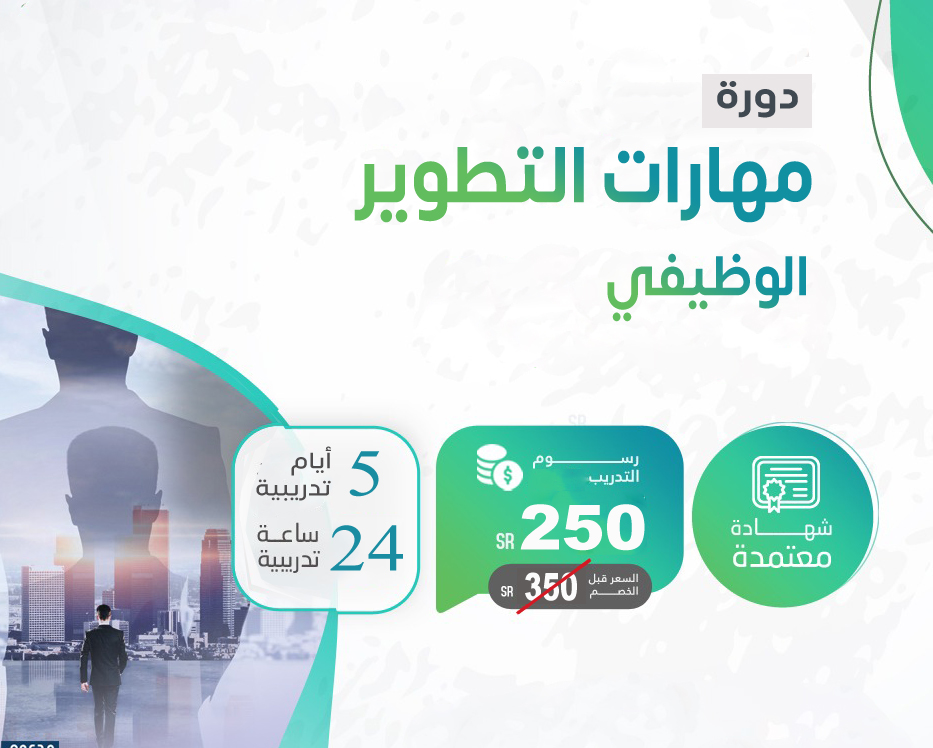 دورة
مهارات التطوير
الوظيفي
شهادة
معتمدة
رسوم
التدريب
250 SR
السعر قبل
الخصم
350 SR
5
أيام
تدريبية
24
ساعة
تدريبية